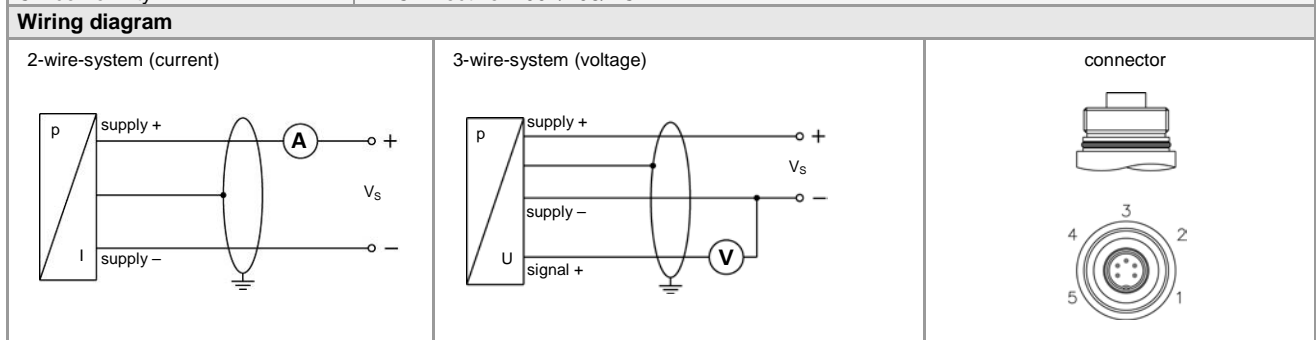 Wiring diagram
2-wire-system (current)
p
supply +
A
+
VS
I
supply –
–
3-wire-system (voltage)
p
supply +
+
VS
supply –
–
U
V
signal +
connector
3
4
2
5
1